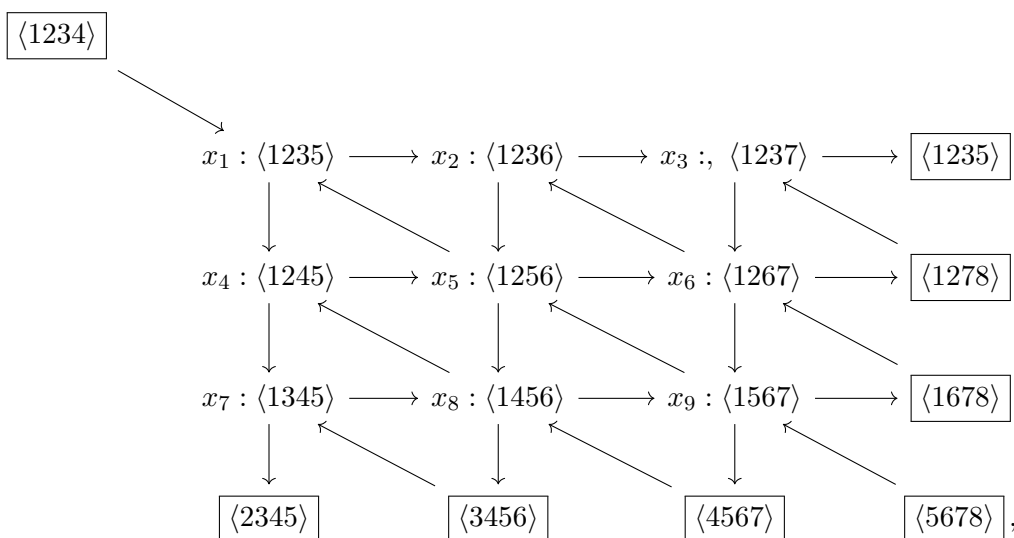 ⟨1234⟩
x₁ : ⟨1235⟩ x₂ : ⟨1236⟩ x₃ :, ⟨1237⟩ ⟨1235⟩
x₄ : ⟨1245⟩ x₅ : ⟨1256⟩ x₆ : ⟨1267⟩ ⟨1278⟩
x₇ : ⟨1345⟩ x₈ : ⟨1456⟩ x₉ : ⟨1567⟩ ⟨1678⟩
⟨2345⟩ ⟨3456⟩ ⟨4567⟩ ⟨5678⟩ ,